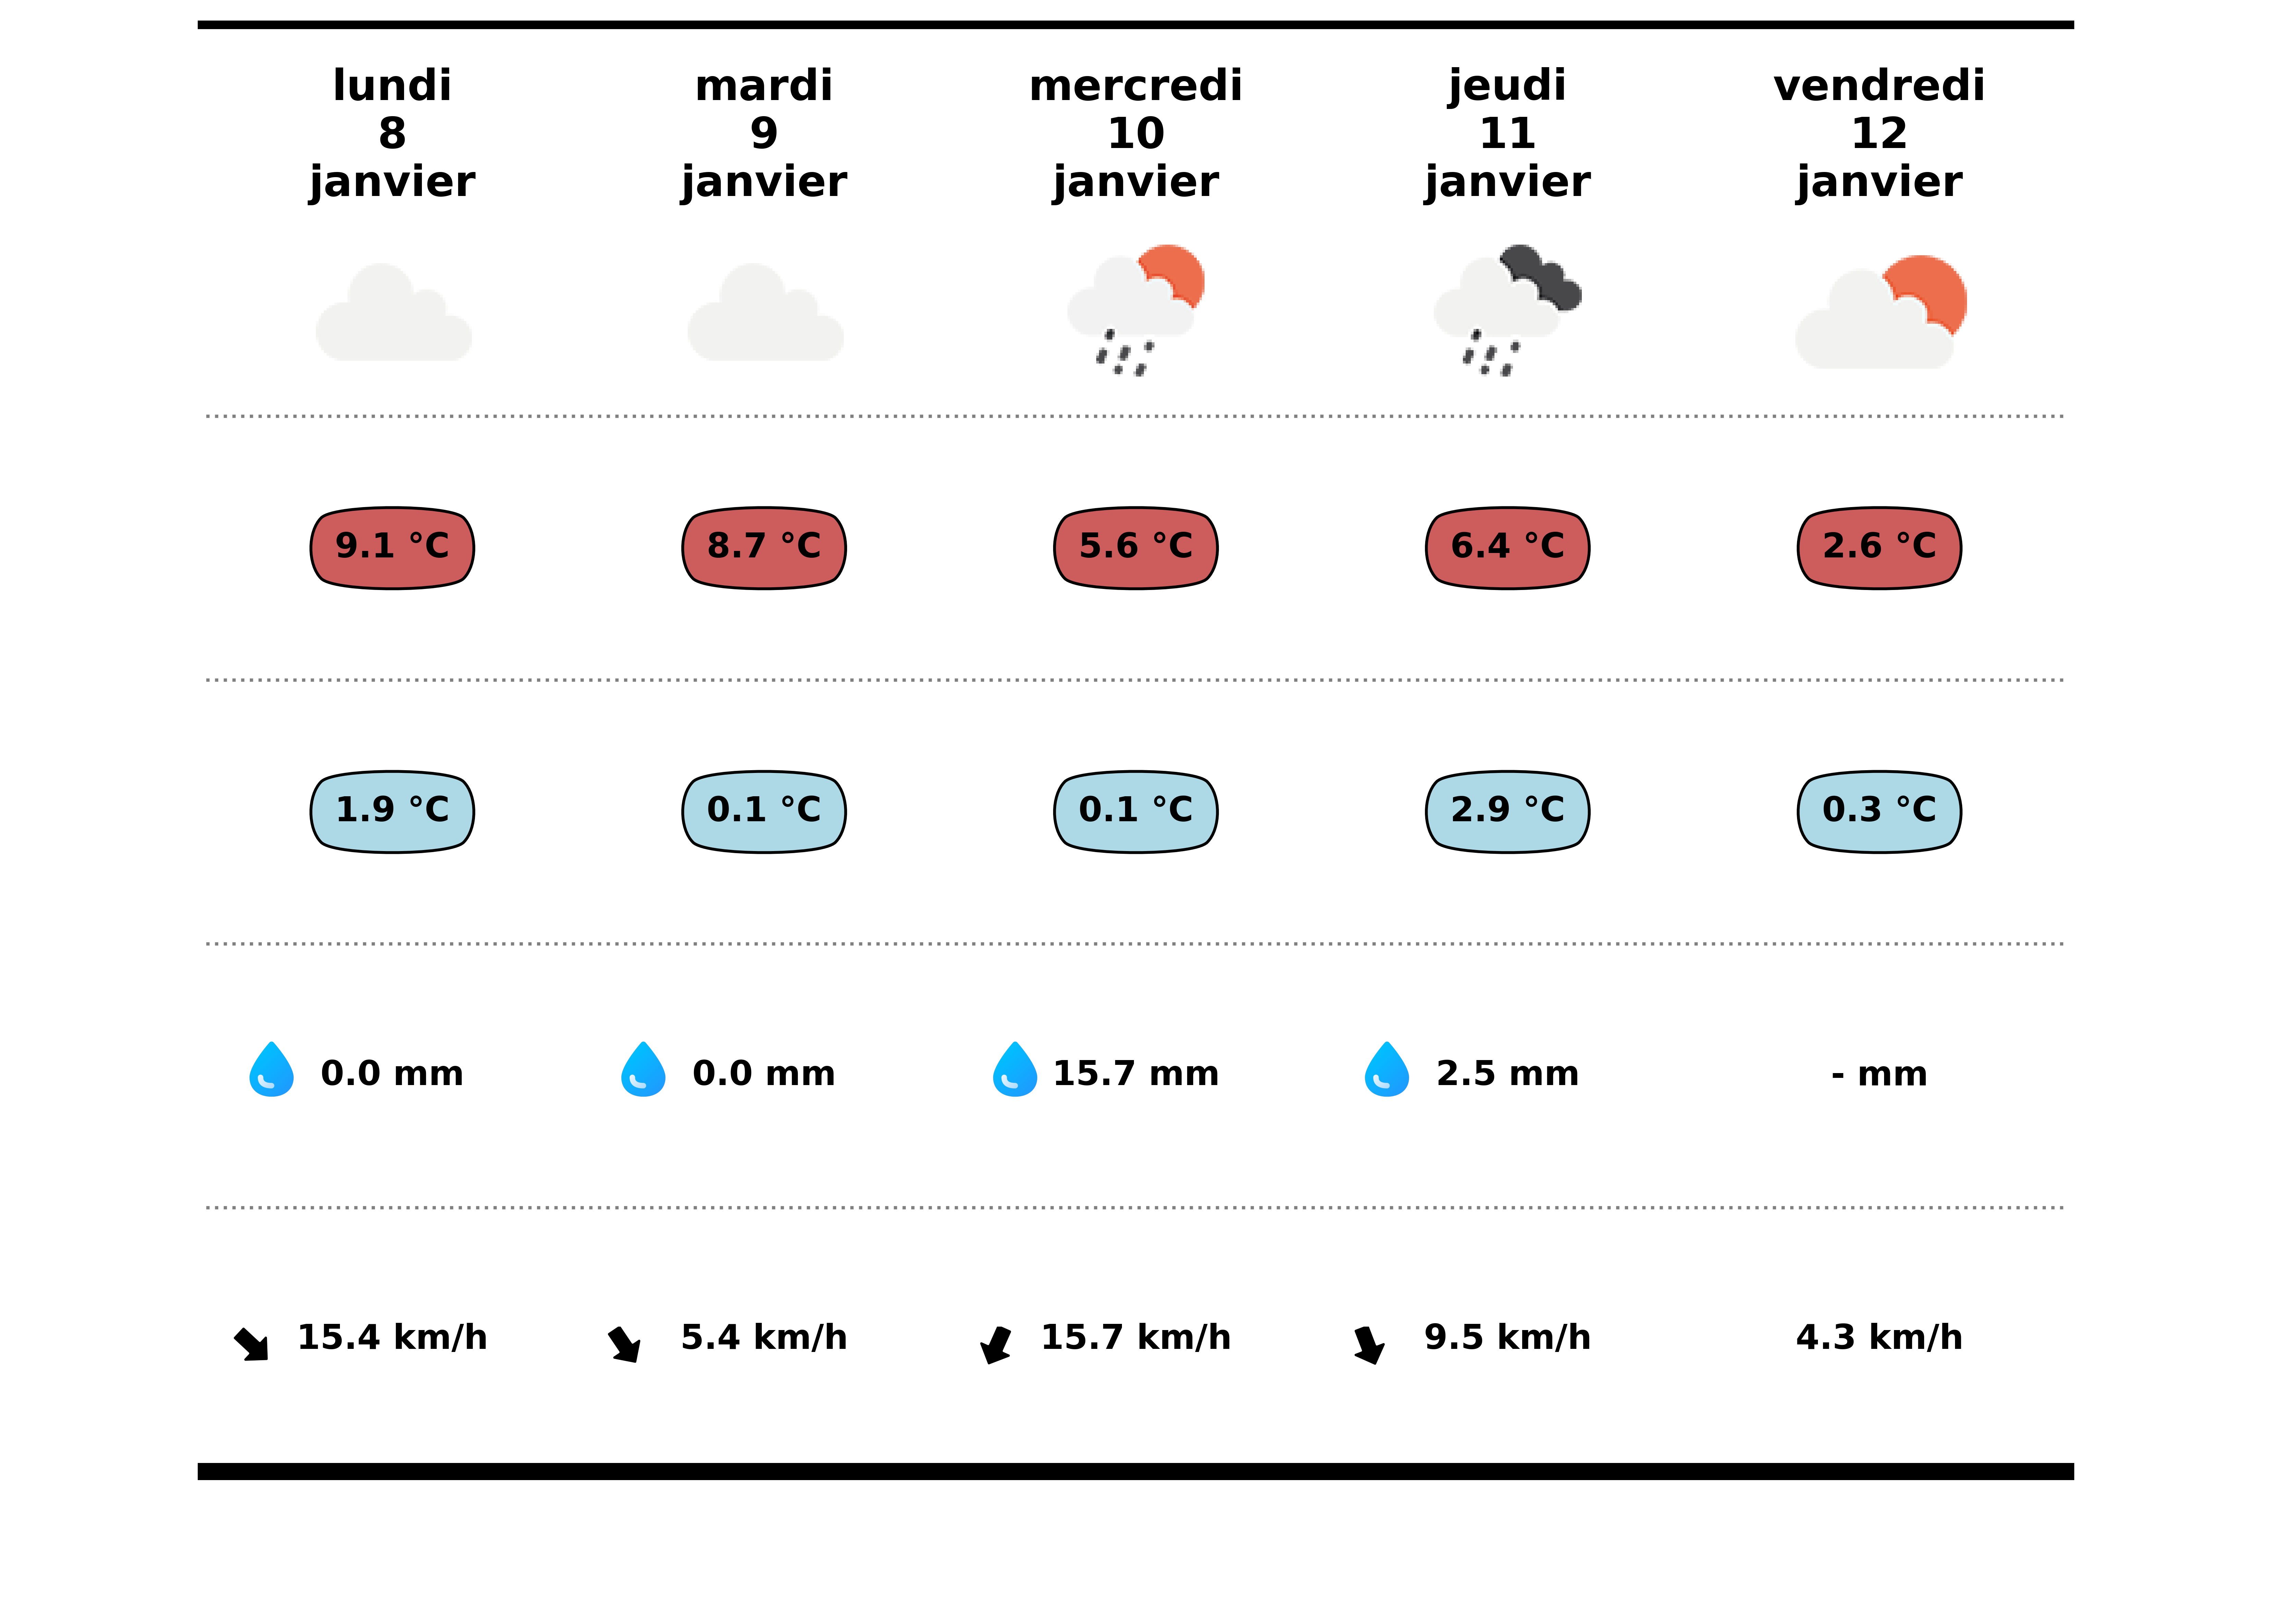 lundi
8
janvier
mardi
9
janvier
mercredi
10
janvier
jeudi
11
janvier
vendredi
12
janvier
9.1 °C
8.7 °C
5.6 °C
6.4 °C
2.6 °C
1.9 °C
0.1 °C
0.1 °C
2.9 °C
0.3 °C
0.0 mm
0.0 mm
15.7 mm
2.5 mm
- mm
15.4 km/h
5.4 km/h
15.7 km/h
9.5 km/h
4.3 km/h